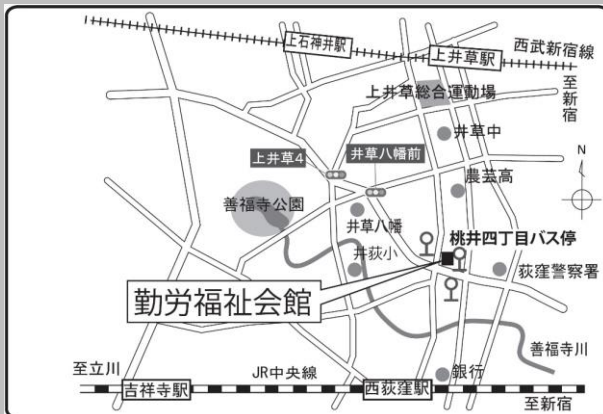 上石神井駅
上井草駅
西武新宿線
至新宿
上井草総合運動場
井草中
上井草4
井草八幡前
N
農芸高
善福寺公園
井草八幡
桃井四丁目バス停
井荻小
荻窪警察署
勤労福祉会館
善福寺川
至立川
JR中央線
銀行
吉祥寺駅
西荻窪駅
至新宿